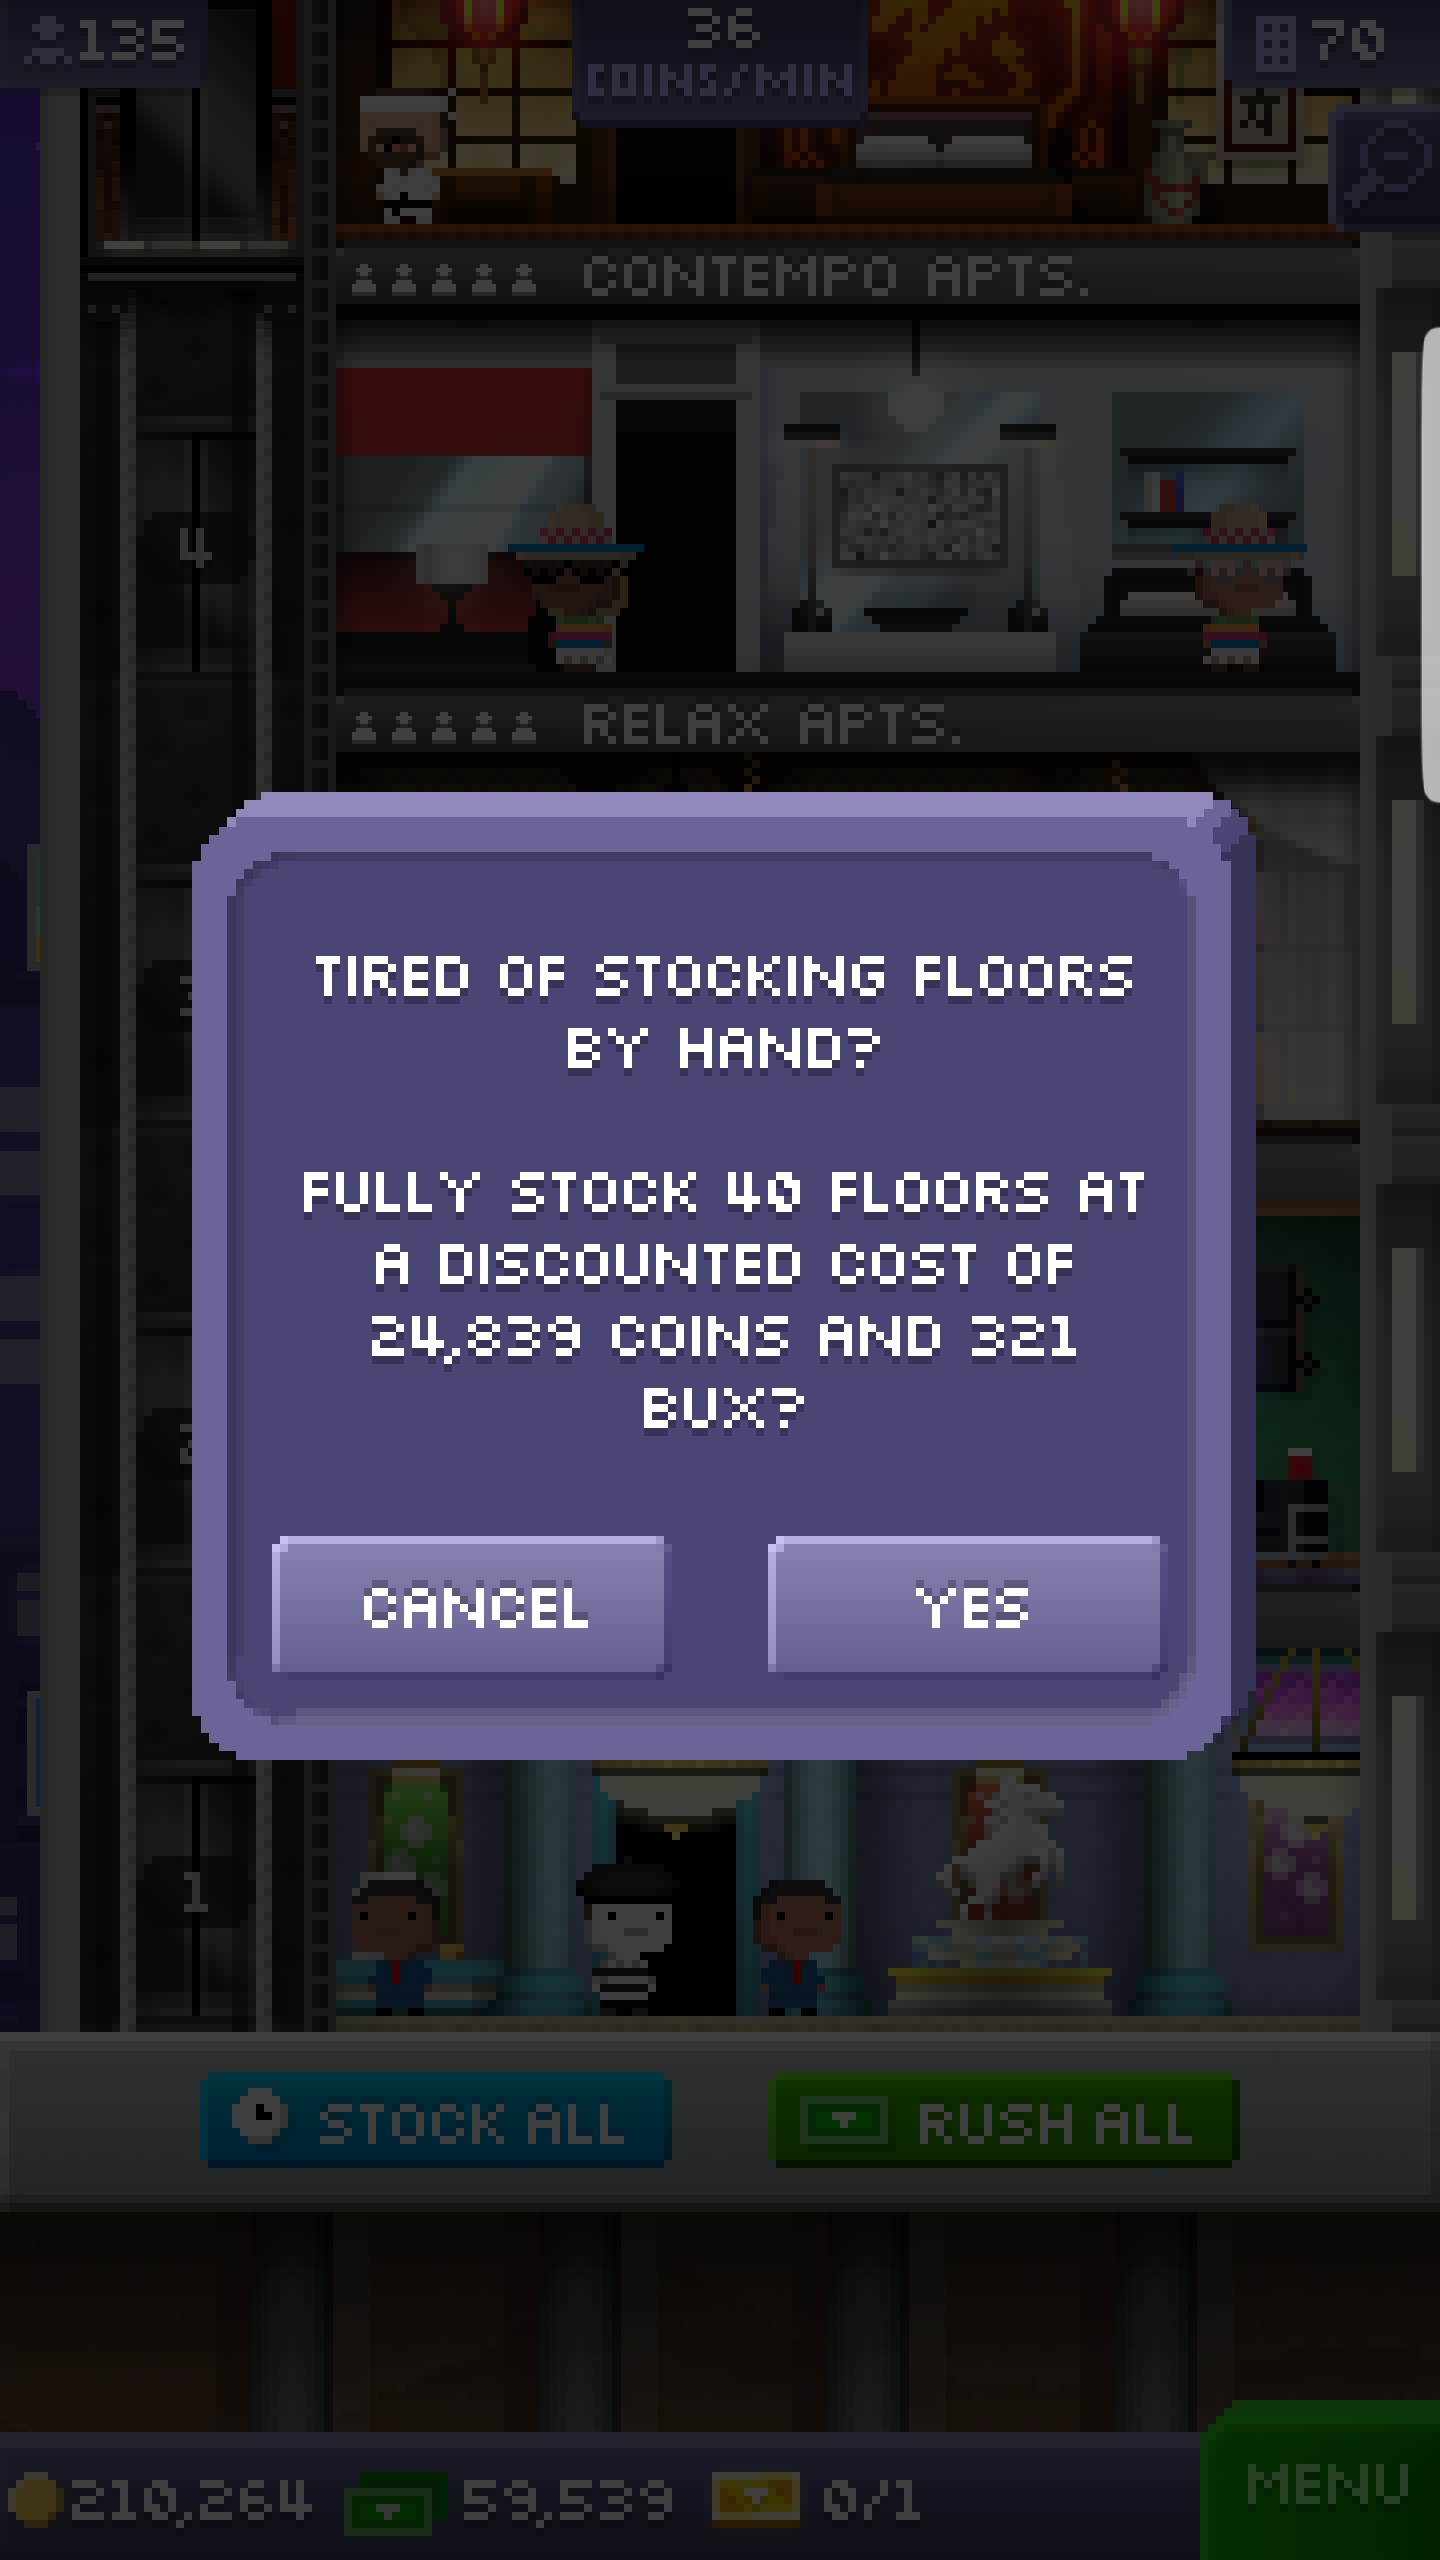 135
36
COINS/MIN
70
CONTEMPO APTS.
4
RELAX APTS.
TIRED OF STOCKING FLOORS
BY HAND?
FULLY STOCK 40 FLOORS AT
A DISCOUNTED COST OF
24,839 COINS AND 321
BUX?
CANCEL
YES
1
STOCK ALL
RUSH ALL
210,264
59,539
0/1
MENU